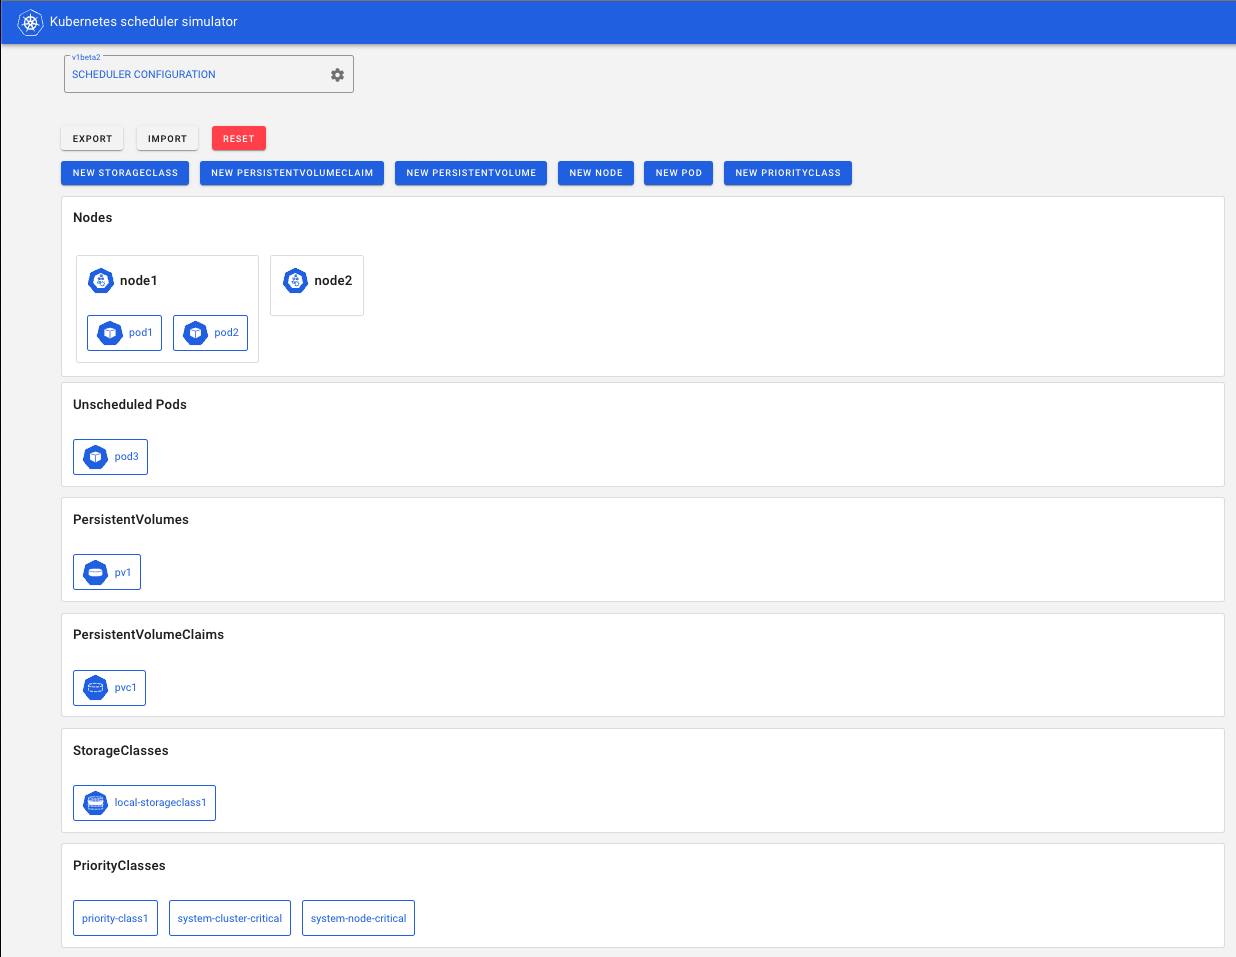 Kubernetes scheduler simulator
v1beta2
SCHEDULER CONFIGURATION
EXPORT IMPORT RESET
NEW STORAGECLASS NEW PERSISTENTVOLUMECLAIM NEW PERSISTENTVOLUME NEW NODE NEW POD NEW PRIORITYCLASS
Nodes
node1 node2
pod1 pod2
Unscheduled Pods
pod3
PersistentVolumes
pv1
PersistentVolumeClaims
pvc1
StorageClasses
local-storageclass1
PriorityClasses
priority-class1 system-cluster-critical system-node-critical